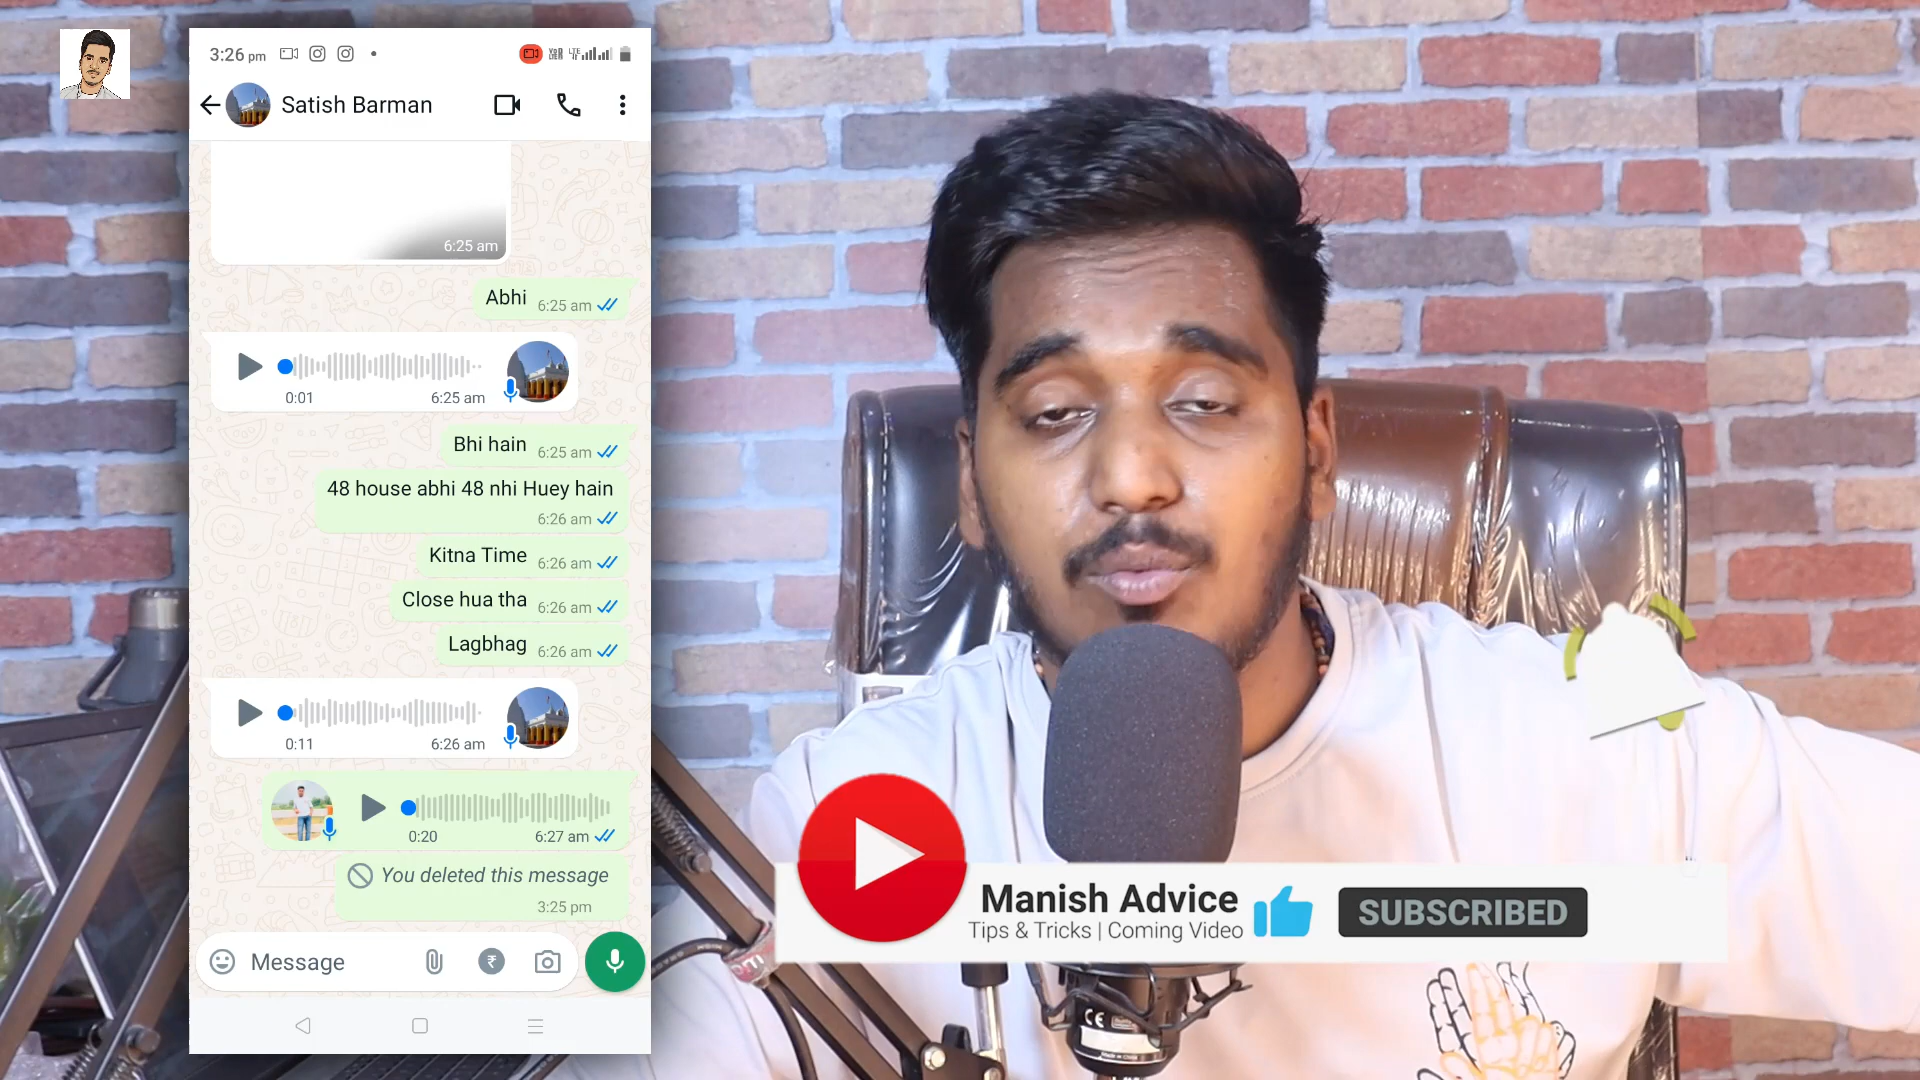 3:26 pm
Satish Barman
6:25 am
Abhi 6:25 am
0:01 6:25 am
Bhi hain 6:25 am
48 house abhi 48 nhi Huey hain
6:26 am
Kitna Time 6:26 am
Close hua tha 6:26 am
Lagbhag 6:26 am
0:11 6:26 am
0:20 6:27 am
You deleted this message
3:25 pm
Message
Manish Advice
Tips & Tricks | Coming Video
SUBSCRIBED